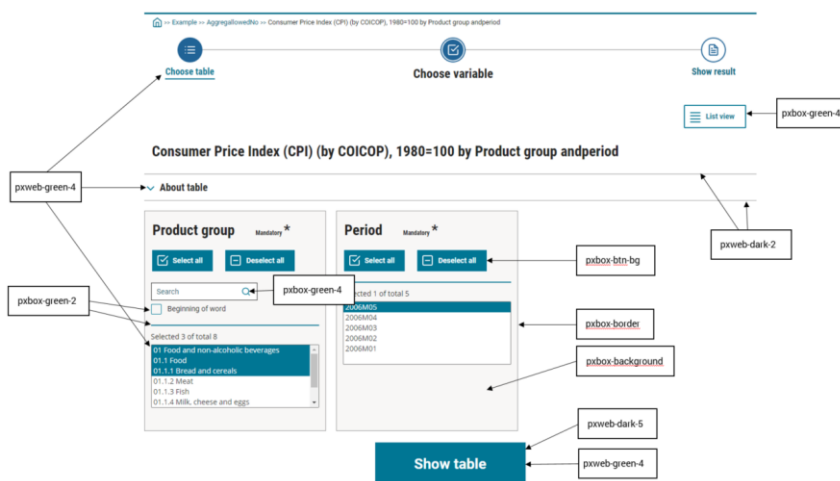 >> Example >> AggregallowedNo >> Consumer Price Index (CPI) (by COICOP), 1980=100 by Product group andperiod
Choose table
Choose variable
Show result
List view
pxbox-green-4
Consumer Price Index (CPI) (by COICOP), 1980=100 by Product group andperiod
pxweb-green-4
About table
pxweb-dark-2
Product group Mandatory *
Period Mandatory *
Select all Deselect all
Select all Deselect all
pxbox-btn-bg
Search
pxbox-green-4
pxbox-green-2
Beginning of word
ected 1 of total 5
2006M05
2006M04
2006M03
2006M02
2006M01
pxbox-border
Selected 3 of total 8
01 Food and non-alcoholic beverages
01.1 Food
01.1.1 Bread and cereals
01.1.2 Meat
01.1.3 Fish
01.1.4 Milk, cheese and eggs
pxbox-background
pxweb-dark-5
Show table
pxweb-green-4